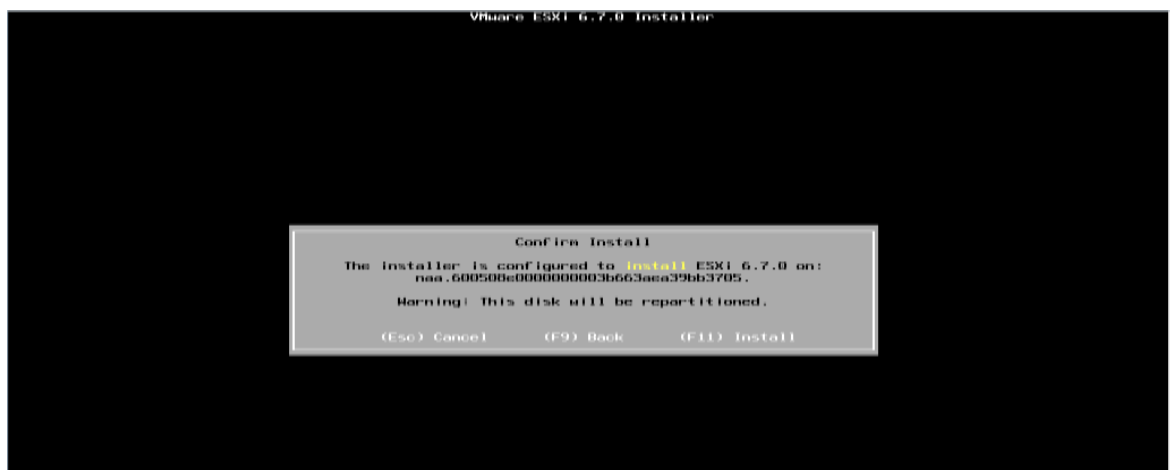 VMware ESXi 6.7.0 Installer
Confirm Install
The installer is configured to install ESXi 6.7.0 on:
naa.600508e0000000003b663aea39bb3705.
Warning: This disk will be repartitioned.
(Esc) Cancel (F9) Back (F11) Install